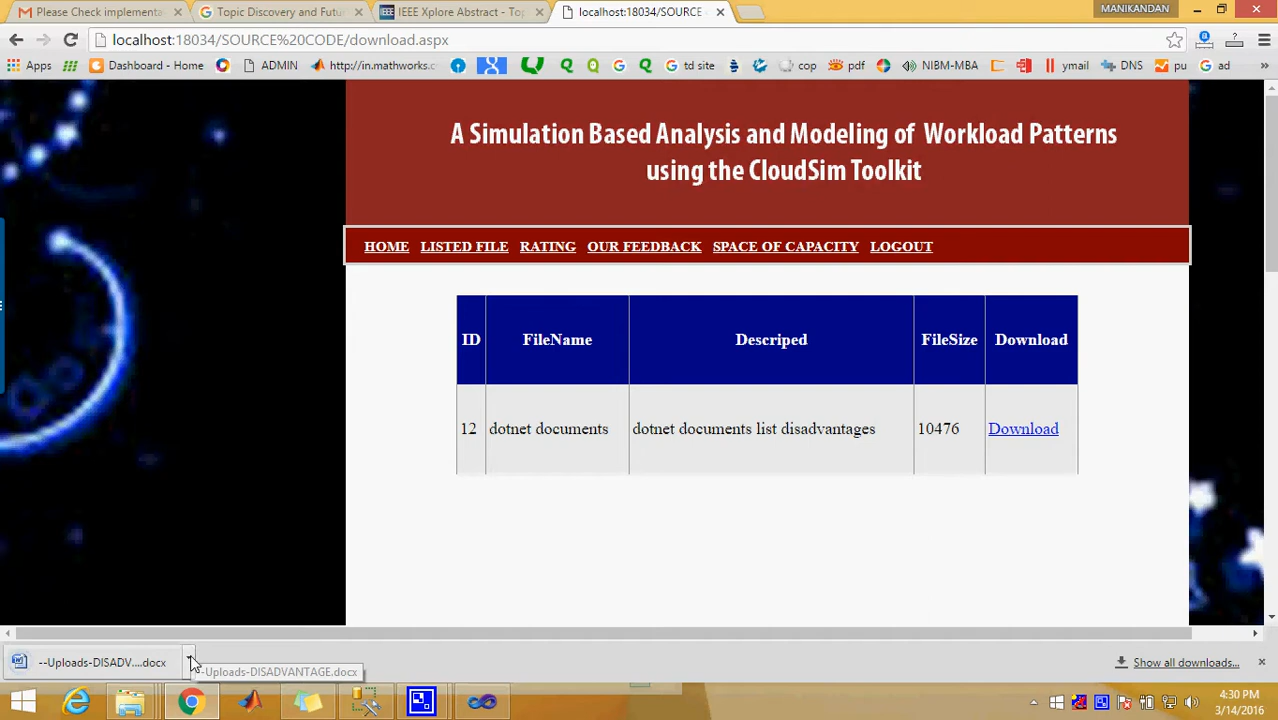 Please Check implementa
Topic Discovery and Futu
IEEE Xplore Abstract - Top
localhost:18034/SOURCE
MANIKANDAN
localhost:18034/SOURCE%20CODE/download.aspx
Apps
Dashboard - Home
ADMIN
http://in.mathworks.c
td site
cop
pdf
NIBM-MBA
ymail
DNS
pu
ad
A Simulation Based Analysis and Modeling of Workload Patterns
using the CloudSim Toolkit
HOME LISTED FILE RATING OUR FEEDBACK SPACE OF CAPACITY LOGOUT
ID FileName Descriped FileSize Download
12 dotnet documents dotnet documents list disadvantages 10476 Download
--Uploads-DISADV....docx
--Uploads-DISADVANTAGE.docx
Show all downloads...
4:30 PM
3/14/2016